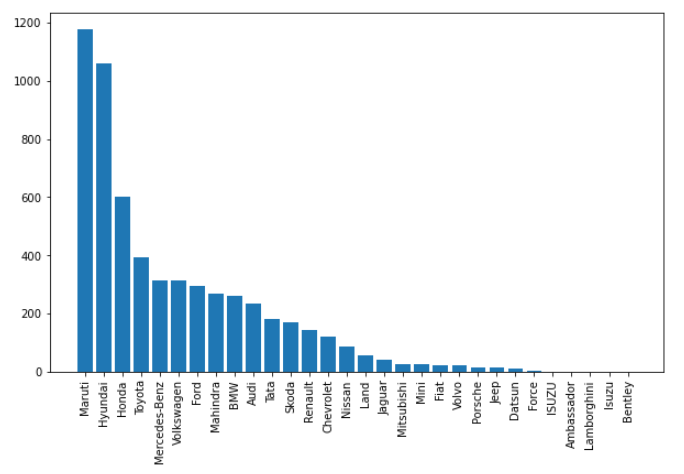 1200
1000
800
600
400
200
0
Maruti
Hyundai
Honda
Toyota
Mercedes-Benz
Volkswagen
Ford
Mahindra
BMW
Audi
Tata
Skoda
Renault
Chevrolet
Nissan
Land
Jaguar
Mitsubishi
Mini
Fiat
Volvo
Porsche
Jeep
Datsun
Force
ISUZU
Ambassador
Lamborghini
Isuzu
Bentley